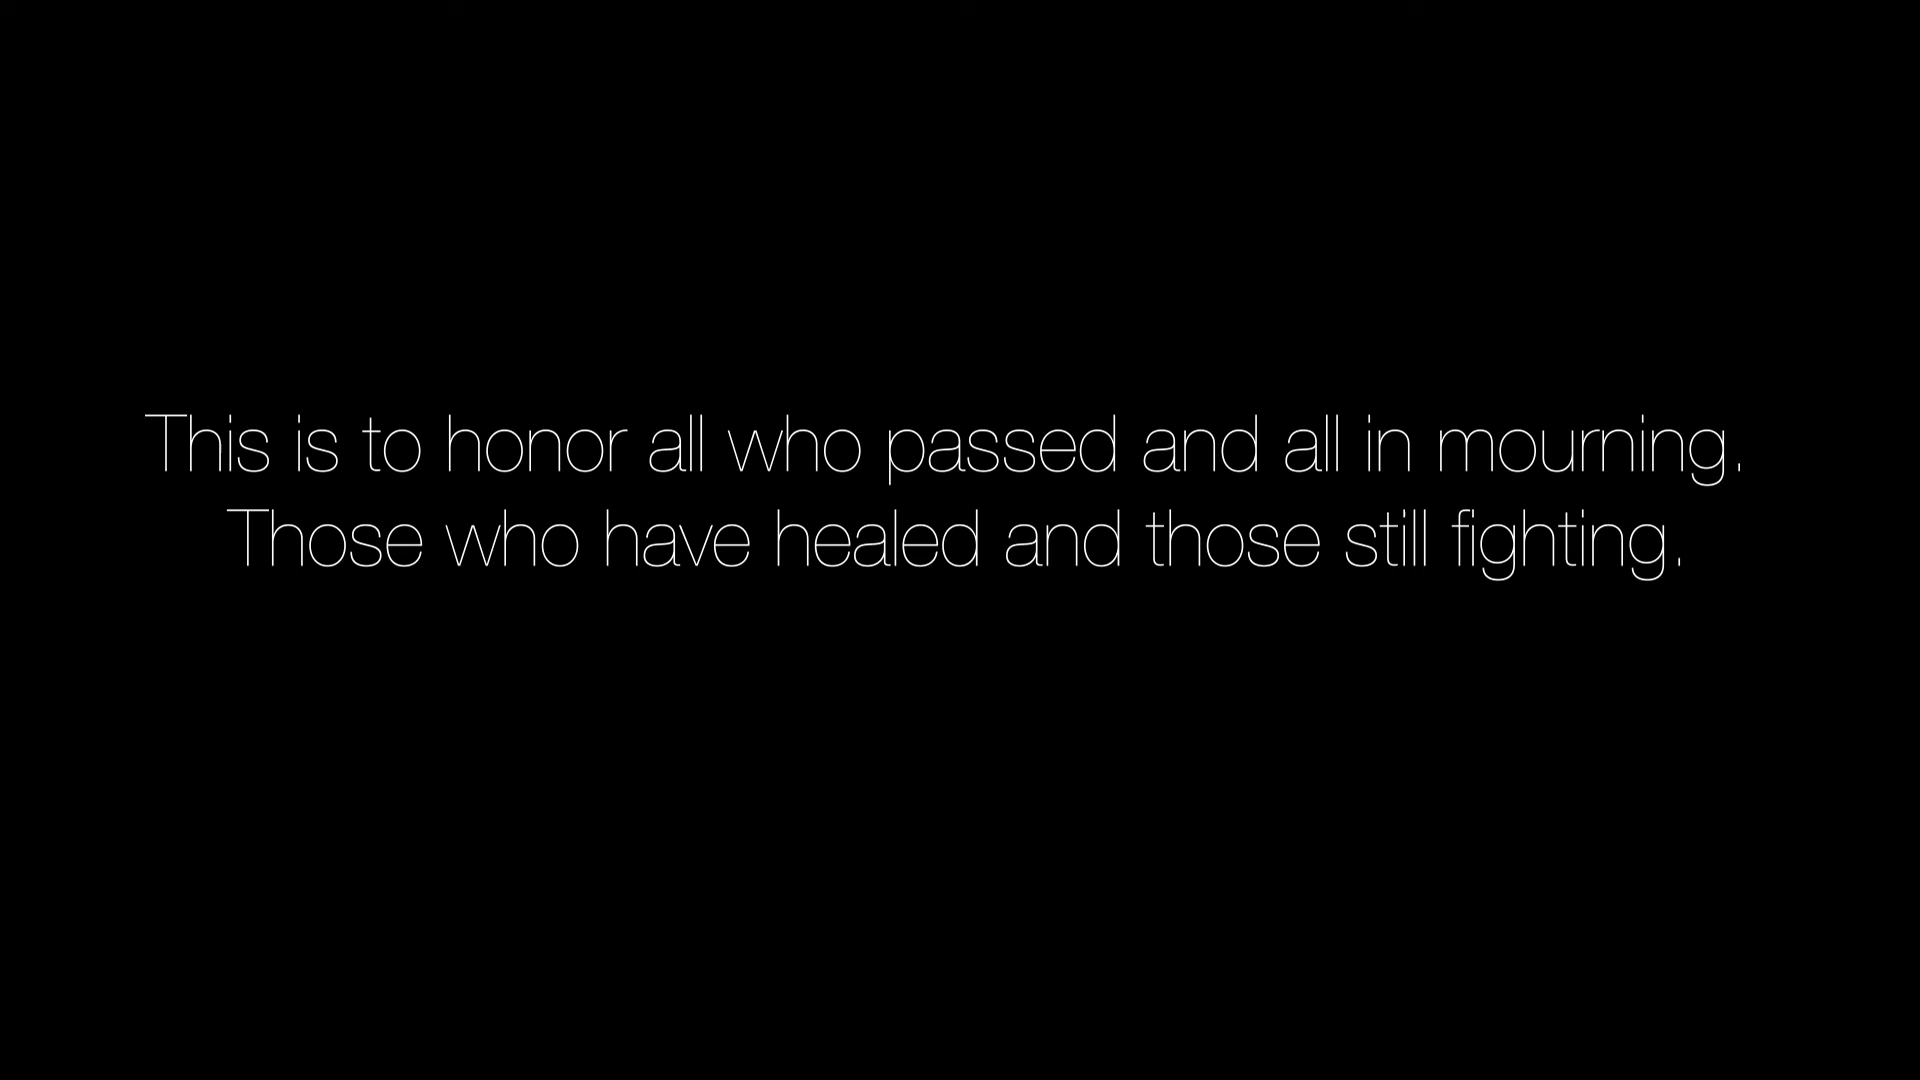 This is to honor all who passed and all in mourning.
Those who have healed and those still fighting.